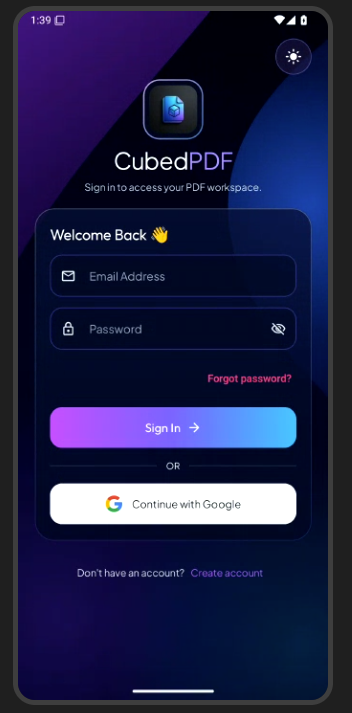 1:39
CubedPDF
Sign in to access your PDF workspace.
Welcome Back 👋
Email Address
Password
Forgot password?
Sign In →
OR
Continue with Google
Don't have an account? Create account